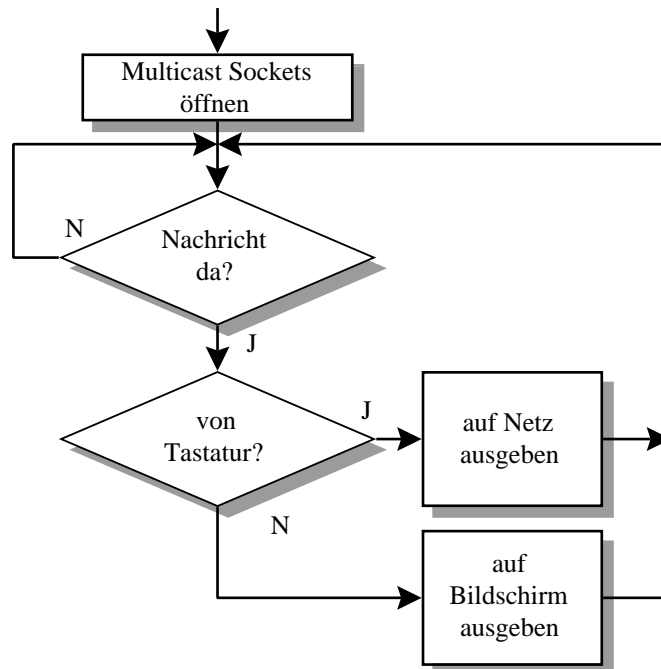 Multicast Sockets
öffnen
N
Nachricht
da?
J
von
Tastatur?
J
auf Netz
ausgeben
N
auf
Bildschirm
ausgeben